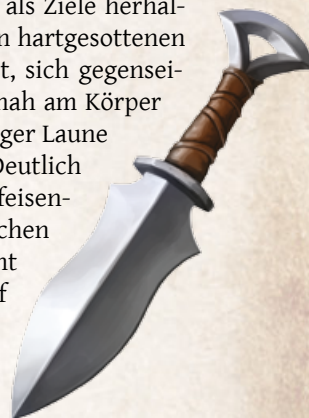 als Ziele herhal-
n hartgesottenen
t, sich gegensei-
nah am Körper
ger Laune
Deutlich
feisen-
chen
nt
f